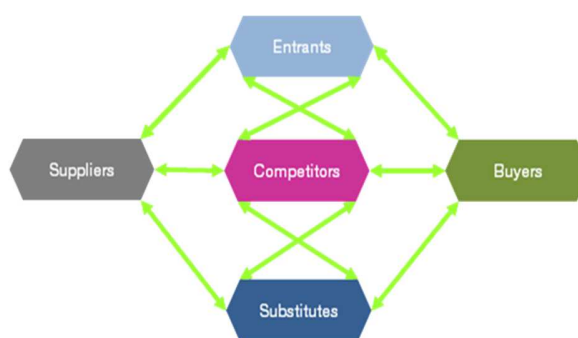 Entrants
Suppliers
Competitors
Buyers
Substitutes